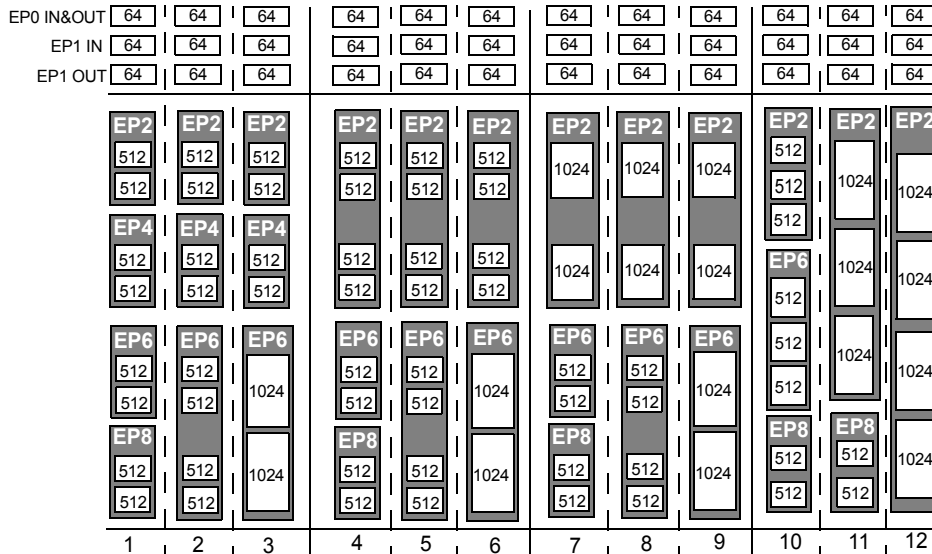 EP0 IN&OUT 64 64 64 64 64 64 64 64 64 64 64 64
EP1 IN 64 64 64 64 64 64 64 64 64 64 64 64
EP1 OUT 64 64 64 64 64 64 64 64 64 64 64 64
EP2 EP2 EP2 EP2 EP2 EP2 EP2 EP2 EP2 EP2 EP2 EP2
512 512 512 512 512 512 1024 1024 1024 512
512 512 512 512 512 512 512 1024 1024
512
EP4 EP4 EP4
512 512 512 512 512 512 1024 1024 1024 EP6 1024 1024
512 512 512 512 512 512 512
EP6 EP6 EP6 EP6 EP6 EP6 EP6 EP6 EP6 512 1024
512 512 512 512 512 512 1024
1024 1024 1024 512
512 512 512 512 512 512
EP8 EP8 EP8 EP8 EP8
512 512 512 512 512 512 512 512 1024
1024 1024 1024
512 512 512 512 512 512 512 512
1 2 3 4 5 6 7 8 9 10 11 12